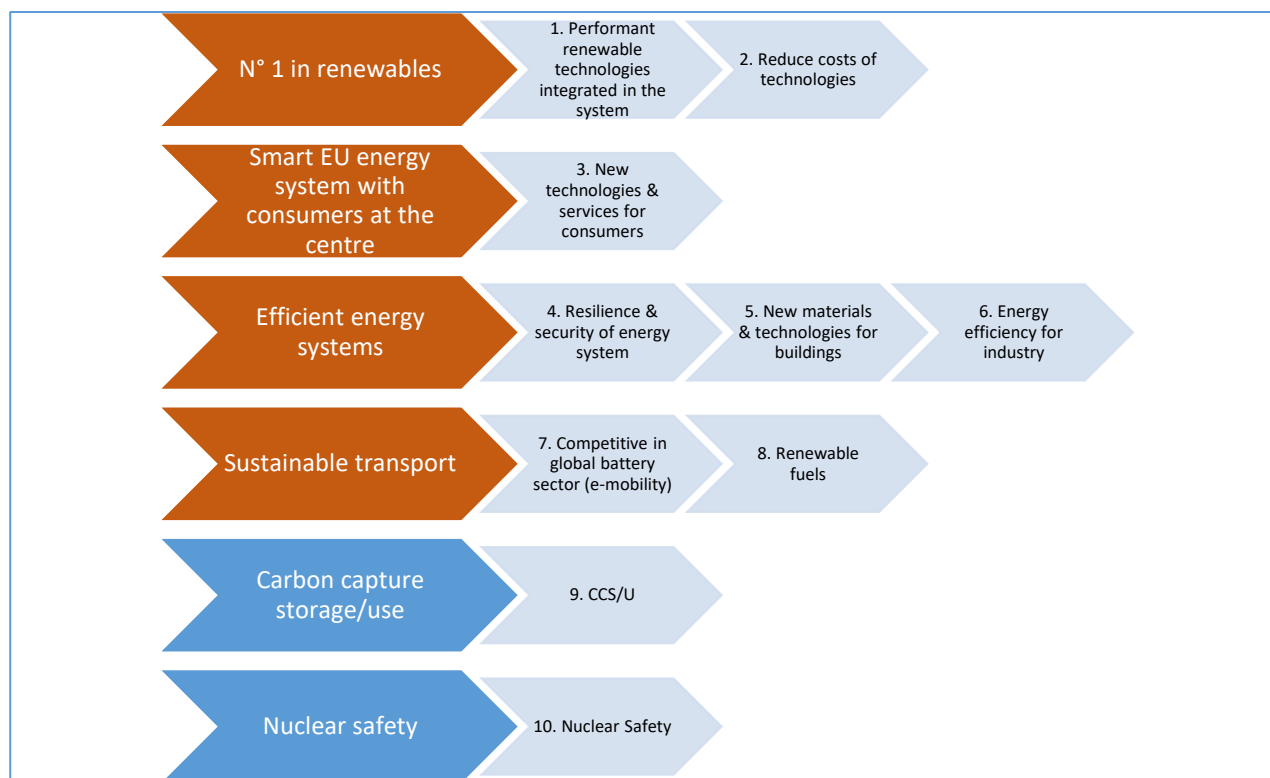 N° 1 in renewables
1. Performant
renewable
technologies
integrated in the
system
2. Reduce costs of
technologies
Smart EU energy
system with
consumers at the
centre
3. New
technologies &
services for
consumers
Efficient energy
systems
4. Resilience &
security of energy
system
5. New materials
& technologies for
buildings
6. Energy
efficiency for
industry
Sustainable transport
7. Competitive in
global battery
sector (e-mobility)
8. Renewable
fuels
Carbon capture
storage/use
9. CCS/U
Nuclear safety
10. Nuclear Safety